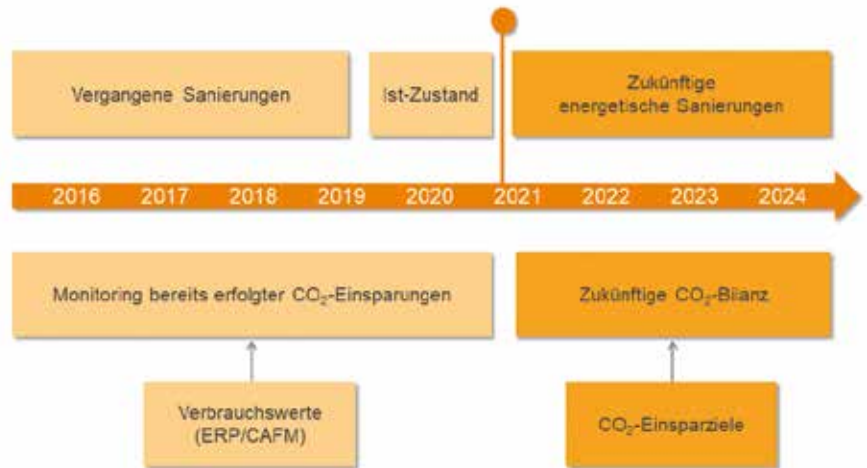 Vergangene Sanierungen
Ist-Zustand
Zukünftige
energetische Sanierungen
2016 2017 2018 2019 2020 2021 2022 2023 2024
Monitoring bereits erfolgter CO₂-Einsparungen
Zukünftige CO₂-Bilanz
Verbrauchswerte
(ERP/CAFM)
CO₂-Einsparziele